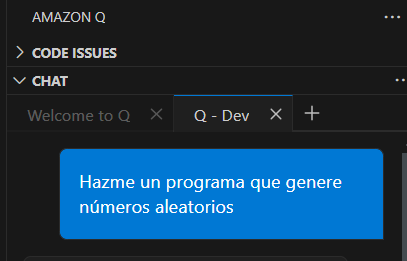 AMAZON Q
CODE ISSUES
CHAT
Welcome to Q
Q - Dev
Hazme un programa que genere
números aleatorios